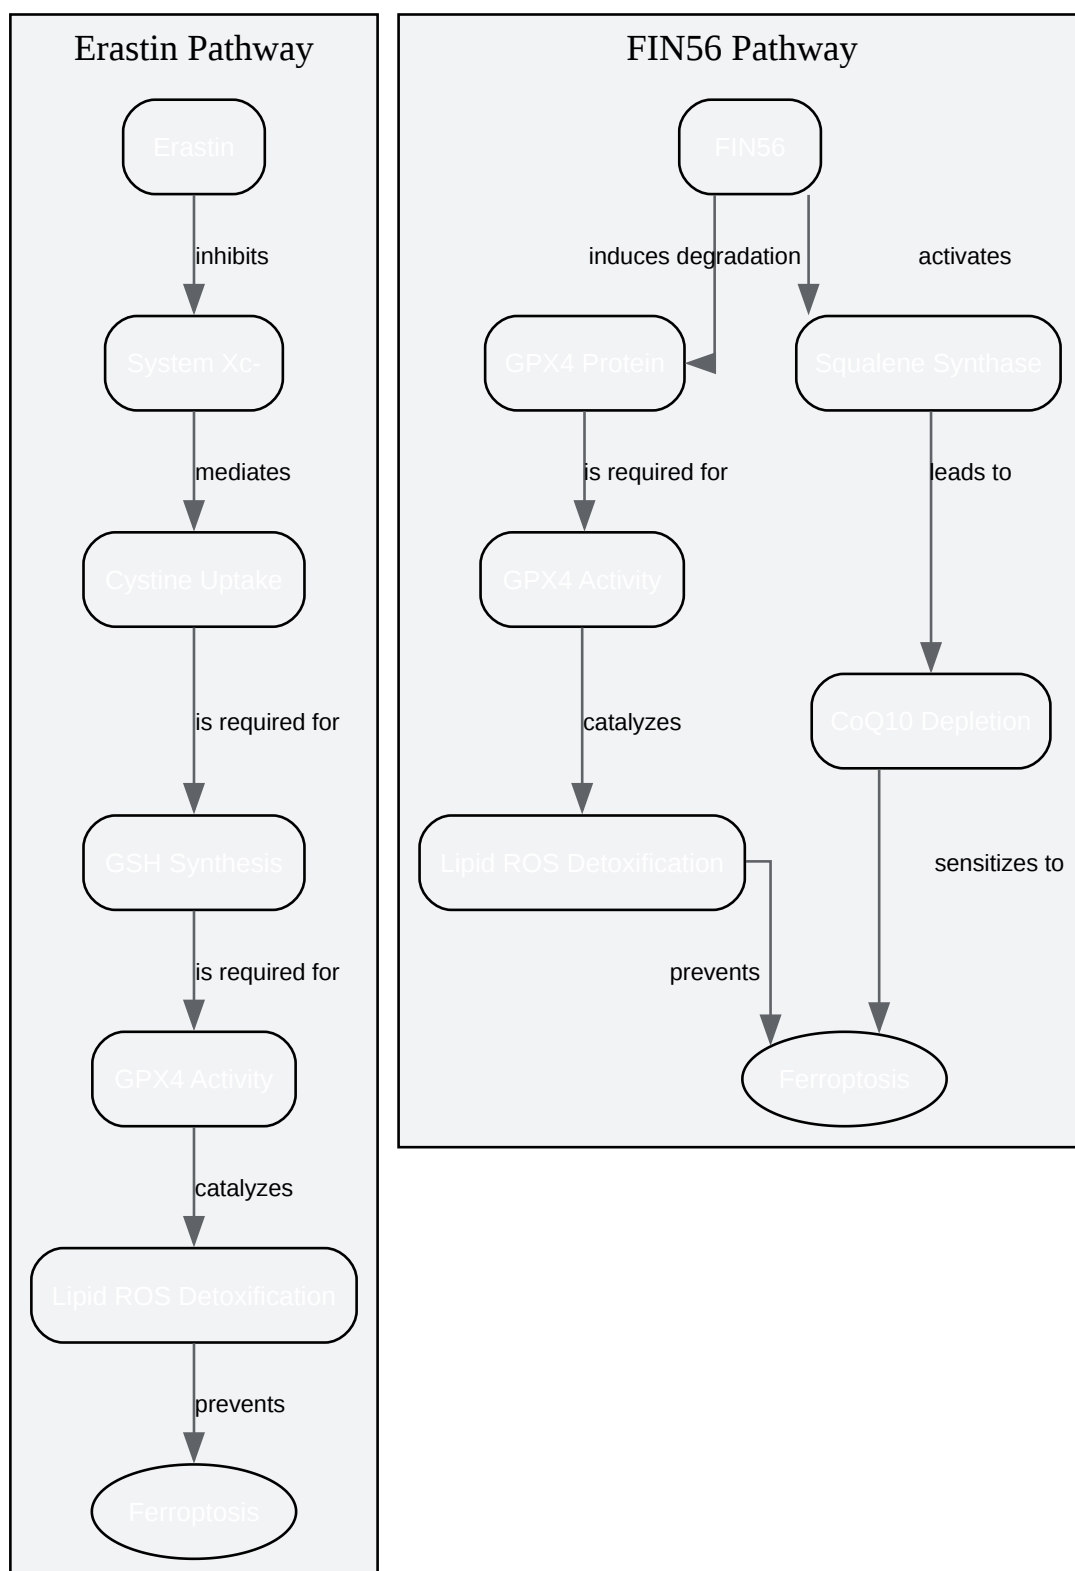 Erastin Pathway
Erastin
inhibits
System Xc-
mediates
Cystine Uptake
is required for
GSH Synthesis
is required for
GPX4 Activity
catalyzes
Lipid ROS Detoxification
prevents
Ferroptosis
FIN56 Pathway
FIN56
induces degradation
activates
GPX4 Protein
Squalene Synthase
is required for
leads to
GPX4 Activity
catalyzes
CoQ10 Depletion
Lipid ROS Detoxification
sensitizes to
prevents
Ferroptosis